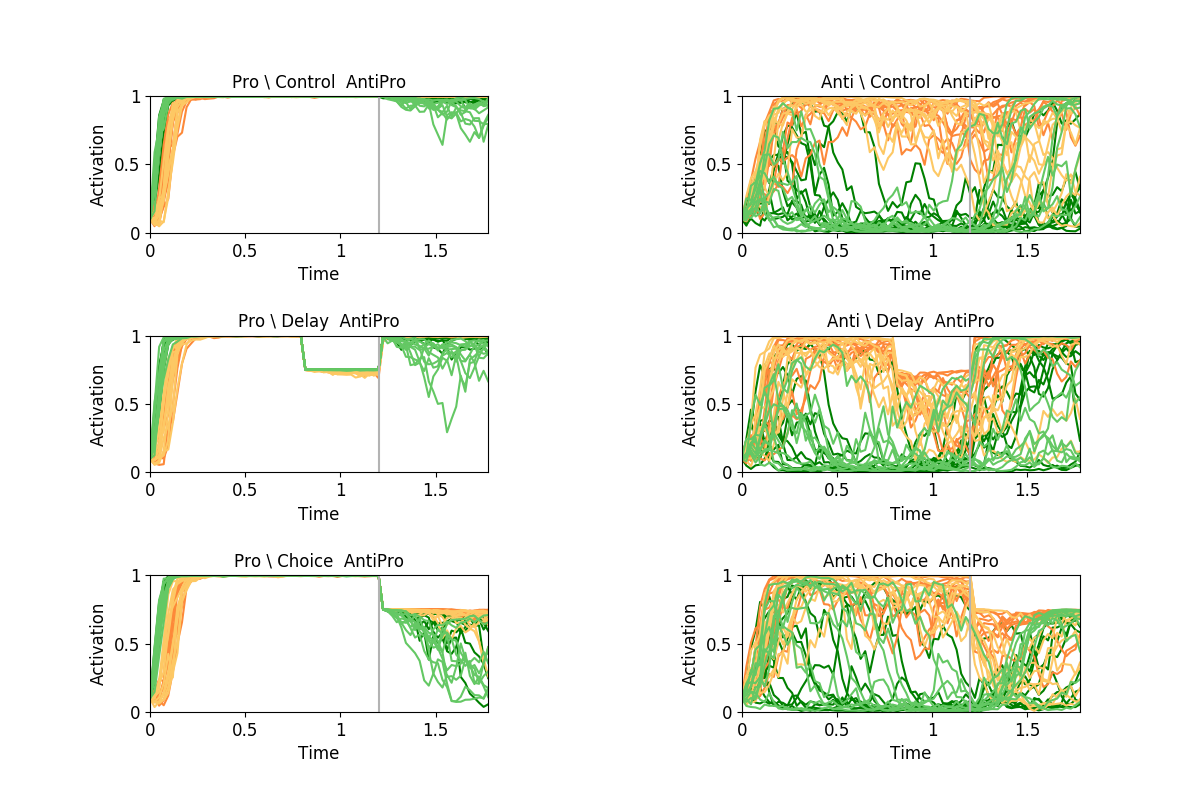 Pro \ Control  AntiPro
1
0.5
0
Activation
0 0.5 1 1.5
Time
Anti \ Control  AntiPro
1
0.5
0
Activation
0 0.5 1 1.5
Time
Pro \ Delay  AntiPro
1
0.5
0
Activation
0 0.5 1 1.5
Time
Anti \ Delay  AntiPro
1
0.5
0
Activation
0 0.5 1 1.5
Time
Pro \ Choice  AntiPro
1
0.5
0
Activation
0 0.5 1 1.5
Time
Anti \ Choice  AntiPro
1
0.5
0
Activation
0 0.5 1 1.5
Time